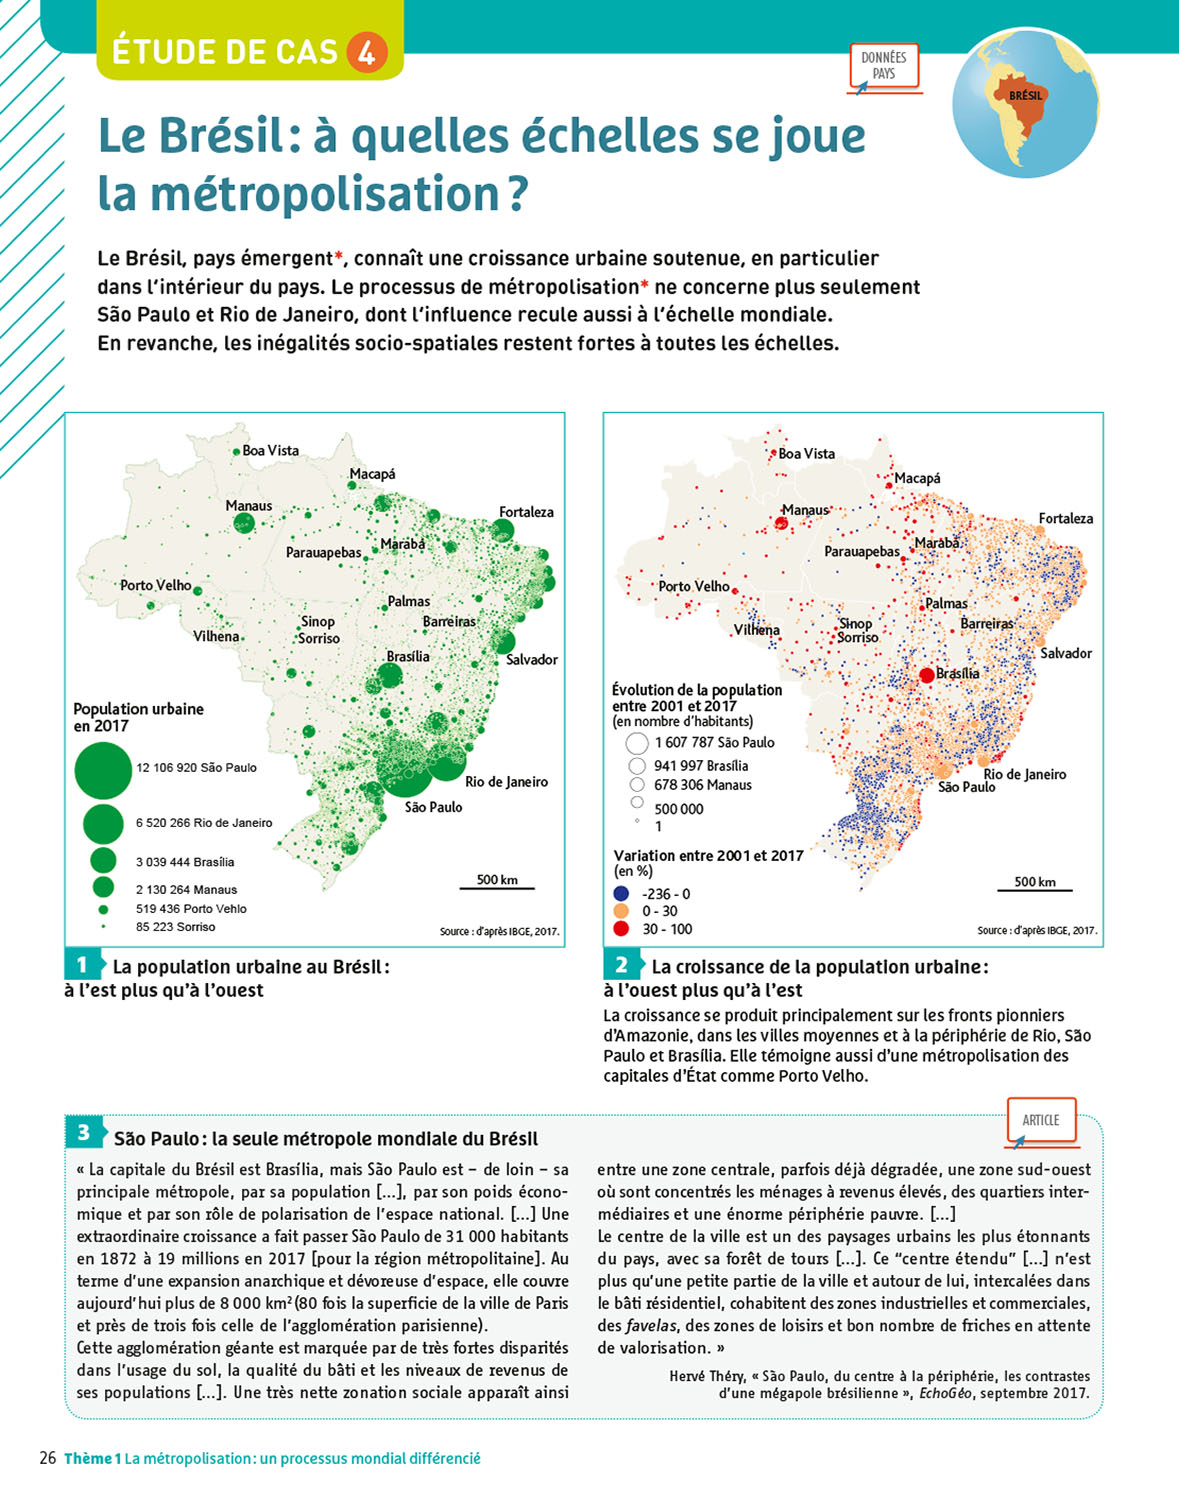 ÉTUDE DE CAS 4
DONNÉES
PAYS
BRÉSIL
Le Brésil : à quelles échelles se joue
la métropolisation ?
Le Brésil, pays émergent*, connaît une croissance urbaine soutenue, en particulier
dans l’intérieur du pays. Le processus de métropolisation* ne concerne plus seulement
São Paulo et Rio de Janeiro, dont l’influence recule aussi à l’échelle mondiale.
En revanche, les inégalités socio-spatiales restent fortes à toutes les échelles.
Boa Vista
Macapá
Manaus
Fortaleza
Parauapebas
Marabá
Porto Velho
Palmas
Vilhena
Sinop
Sorriso
Barreiras
Brasília
Salvador
Rio de Janeiro
São Paulo
Population urbaine
en 2017
12 106 920 São Paulo
6 520 266 Rio de Janeiro
3 039 444 Brasília
2 130 264 Manaus
519 436 Porto Vehlo
85 223 Sorriso
500 km
Source : d’après IBGE, 2017.
1 La population urbaine au Brésil :
à l’est plus qu’à l’ouest
Boa Vista
Macapá
Manaus
Fortaleza
Parauapebas
Marabá
Porto Velho
Palmas
Vilhena
Sinop
Sorriso
Barreiras
Salvador
Brasília
Rio de Janeiro
São Paulo
Évolution de la population
entre 2001 et 2017
(en nombre d’habitants)
1 607 787 São Paulo
941 997 Brasília
678 306 Manaus
500 000
1
Variation entre 2001 et 2017
(en %)
-236 - 0
0 - 30
30 - 100
500 km
Source : d’après IBGE, 2017.
2 La croissance de la population urbaine :
à l’ouest plus qu’à l’est
La croissance se produit principalement sur les fronts pionniers
d’Amazonie, dans les villes moyennes et à la périphérie de Rio, São
Paulo et Brasília. Elle témoigne aussi d’une métropolisation des
capitales d’État comme Porto Velho.
ARTICLE
3 São Paulo : la seule métropole mondiale du Brésil
« La capitale du Brésil est Brasília, mais São Paulo est – de loin – sa
principale métropole, par sa population [...], par son poids écono-
mique et par son rôle de polarisation de l’espace national. [...] Une
extraordinaire croissance a fait passer São Paulo de 31 000 habitants
en 1872 à 19 millions en 2017 [pour la région métropolitaine]. Au
terme d’une expansion anarchique et dévoreuse d’espace, elle couvre
aujourd’hui plus de 8 000 km² (80 fois la superficie de la ville de Paris
et près de trois fois celle de l’agglomération parisienne).
Cette agglomération géante est marquée par de très fortes disparités
dans l’usage du sol, la qualité du bâti et les niveaux de revenus de
ses populations [...]. Une très nette zonation sociale apparaît ainsi
entre une zone centrale, parfois déjà dégradée, une zone sud-ouest
où sont concentrés les ménages à revenus élevés, des quartiers inter-
médiaires et une énorme périphérie pauvre. [...]
Le centre de la ville est un des paysages urbains les plus étonnants
du pays, avec sa forêt de tours [...]. Ce “centre étendu” [...] n’est
plus qu’une petite partie de la ville et autour de lui, intercalées dans
le bâti résidentiel, cohabitent des zones industrielles et commerciales,
des favelas, des zones de loisirs et bon nombre de friches en attente
de valorisation. »
Hervé Théry, « São Paulo, du centre à la périphérie, les contrastes
d’une mégapole brésilienne », EchoGéo, septembre 2017.
26 Thème 1 La métropolisation : un processus mondial différencié